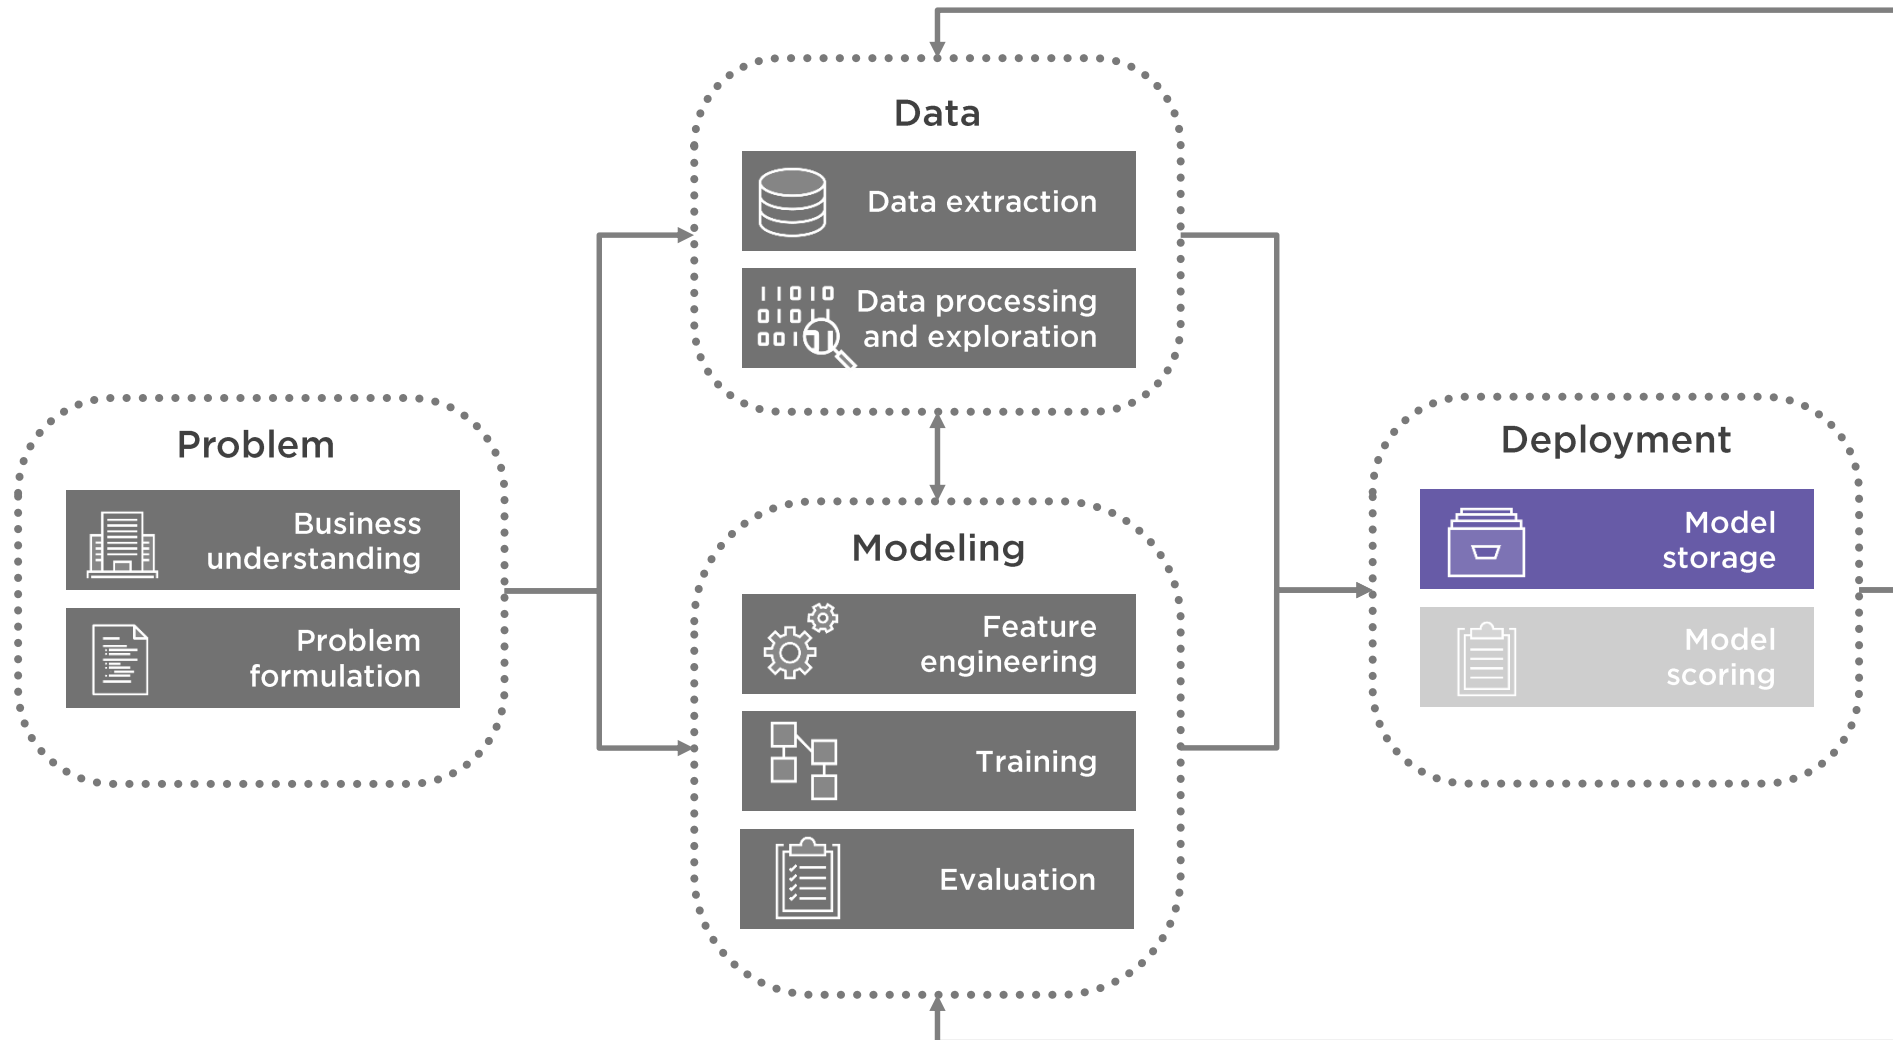 Data
Data extraction
11010
Data processing
and exploration
Problem
Business
understanding
Problem
formulation
Modeling
Feature
engineering
Training
Evaluation
Deployment
Model
storage
Model
scoring